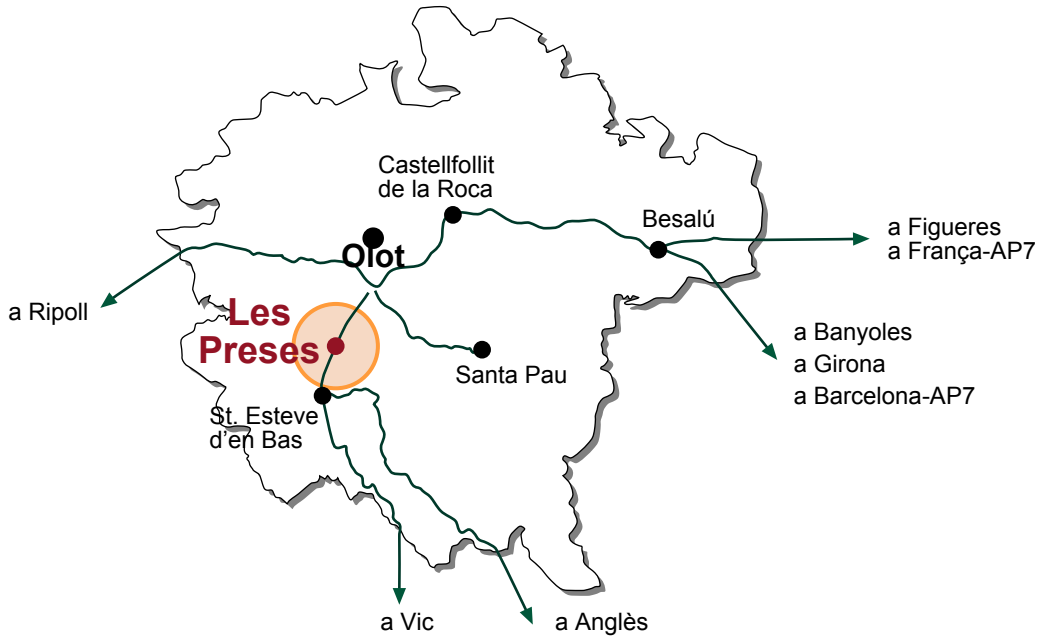 Castellfollit
de la Roca
Besalú
a Figueres
a França-AP7
Olot
a Ripoll
Les
Preses
a Banyoles
a Girona
a Barcelona-AP7
Santa Pau
St. Esteve
d'en Bas
a Vic
a Anglès